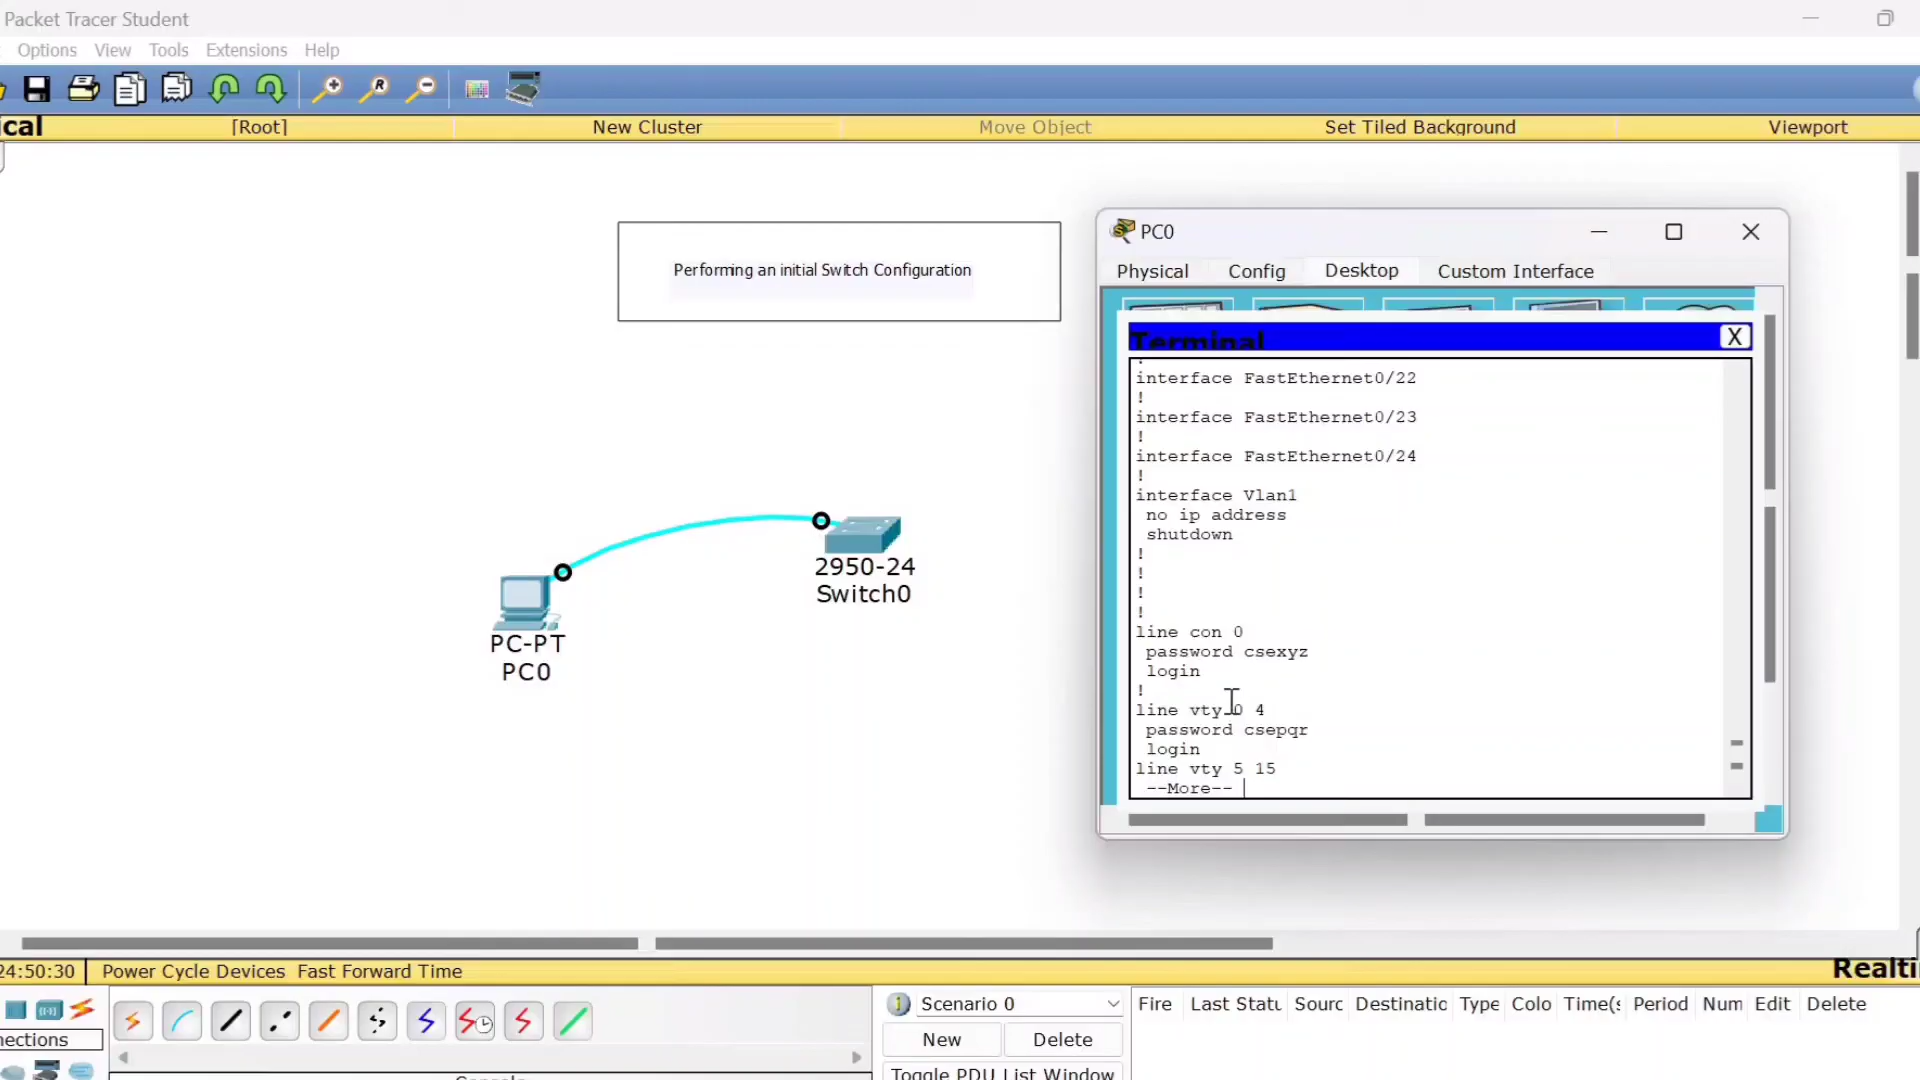 Packet Tracer Student
Options View Tools Extensions Help
cal [Root] New Cluster Move Object Set Tiled Background Viewport
Performing an initial Switch Configuration
PC0
Physical Config Desktop Custom Interface
Terminal X
interface FastEthernet0/22
!
interface FastEthernet0/23
!
interface FastEthernet0/24
!
interface Vlan1
no ip address
shutdown
!
!
!
!
line con 0
password csexyz
login
!
line vty 0 4
password csepqr
login
line vty 5 15
--More--
2950-24
Switch0
PC-PT
PC0
24:50:30 Power Cycle Devices Fast Forward Time Realti
nections
Scenario 0
New Delete
Toggle PDU List Window
Fire Last Statu Sourc Destinatic Type Colo Time(s Period Num Edit Delete